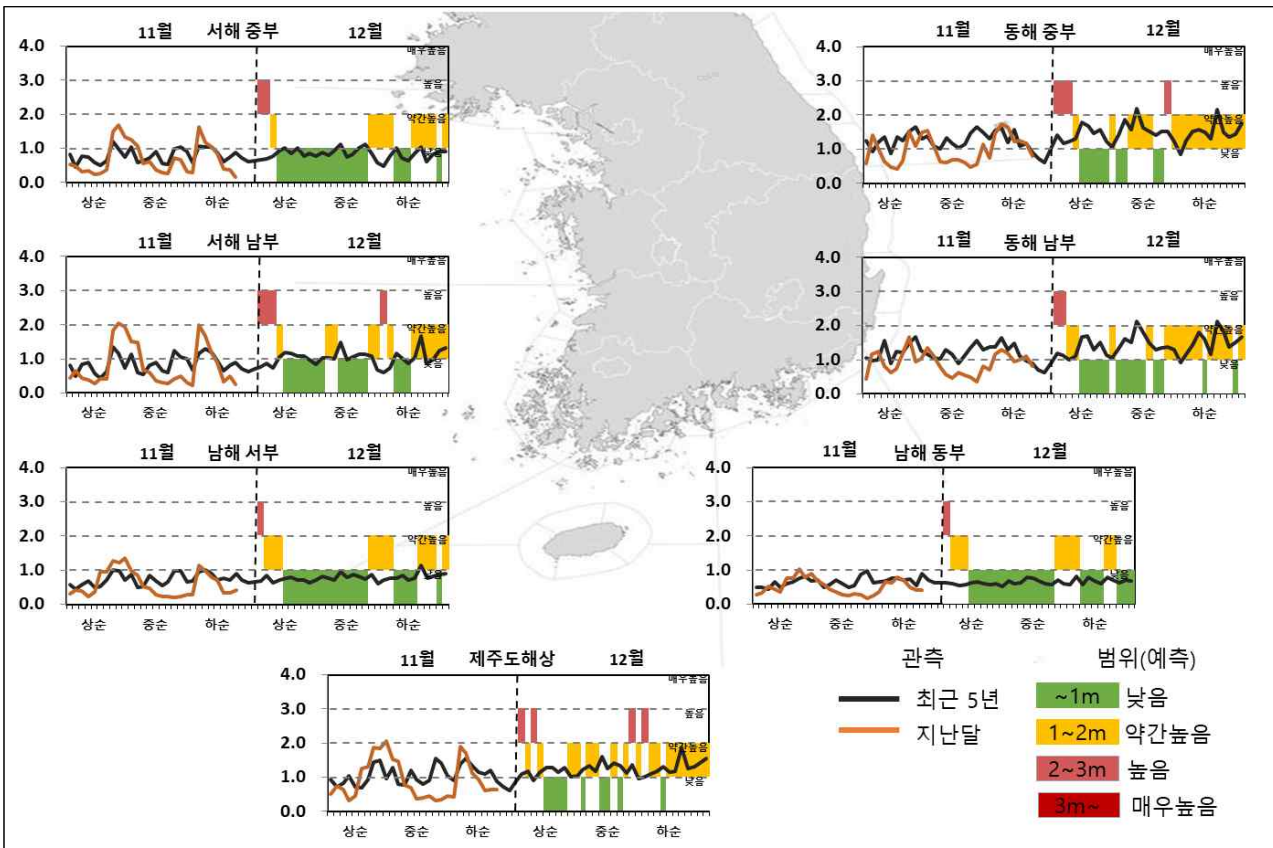 11월 서해 중부 12월
4.0
3.0
2.0
1.0
0.0
매우높음
높음
약간높음
낮음
상순 중순 하순 상순 중순 하순
11월 동해 중부 12월
4.0
3.0
2.0
1.0
0.0
매우높음
높음
약간높음
낮음
상순 중순 하순 상순 중순 하순
11월 서해 남부 12월
4.0
3.0
2.0
1.0
0.0
매우높음
높음
약간높음
낮음
상순 중순 하순 상순 중순 하순
11월 동해 남부 12월
4.0
3.0
2.0
1.0
0.0
매우높음
높음
약간높음
낮음
상순 중순 하순 상순 중순 하순
11월 남해 서부 12월
4.0
3.0
2.0
1.0
0.0
매우높음
높음
약간높음
낮음
상순 중순 하순 상순 중순 하순
11월 남해 동부 12월
4.0
3.0
2.0
1.0
0.0
매우높음
높음
약간높음
낮음
상순 중순 하순 상순 중순 하순
11월 제주도해상 12월
4.0
3.0
2.0
1.0
0.0
매우높음
높음
약간높음
낮음
상순 중순 하순 상순 중순 하순
관측 범위(예측)
최근 5년 ~1m 낮음
지난달 1~2m 약간높음
2~3m 높음
3m~ 매우높음